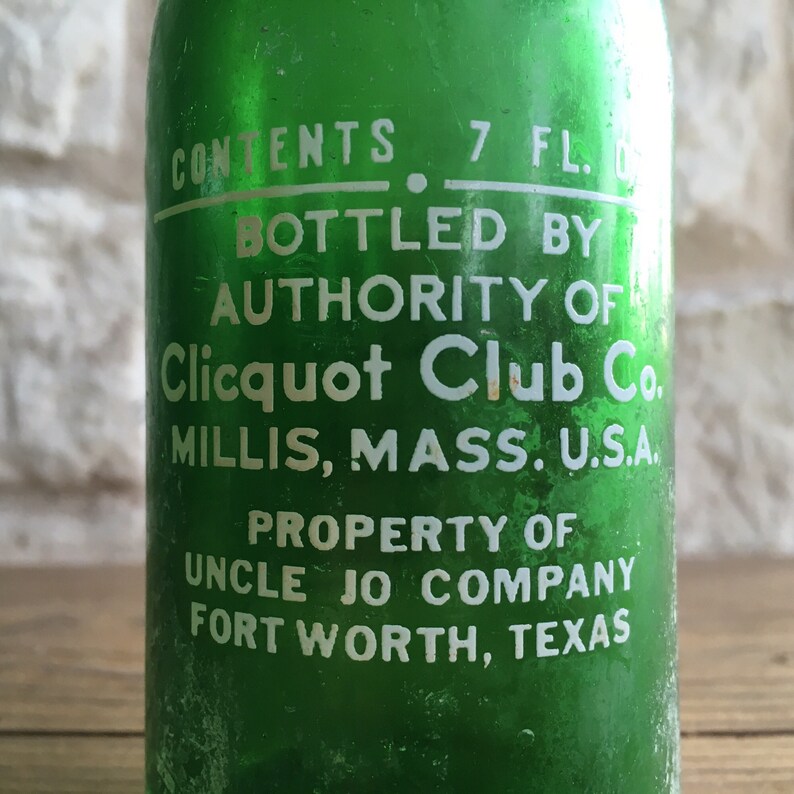 CONTENTS 7 FL. OZ
BOTTLED BY
AUTHORITY OF
Clicquot Club Co.
MILLIS, MASS. U.S.A.
PROPERTY OF
UNCLE JO COMPANY
FORT WORTH, TEXAS